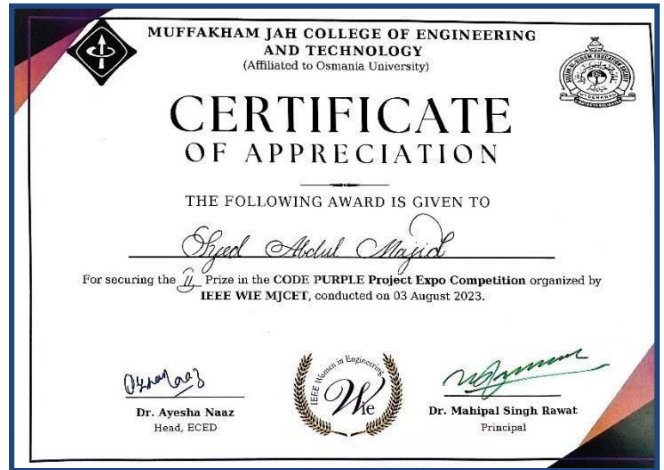 MUFFAKHAM JAH COLLEGE OF ENGINEERING
AND TECHNOLOGY
(Affiliated to Osmania University)
CERTIFICATE
OF APPRECIATION
THE FOLLOWING AWARD IS GIVEN TO
Syed Abdul Majid
For securing the II Prize in the CODE PURPLE Project Expo Competition organized by
IEEE WIE MJCET, conducted on 03 August 2023.
IEEE Women in Engineering
WIe
Dr. Ayesha Naaz
Head, ECED
Dr. Mahipal Singh Rawat
Principal